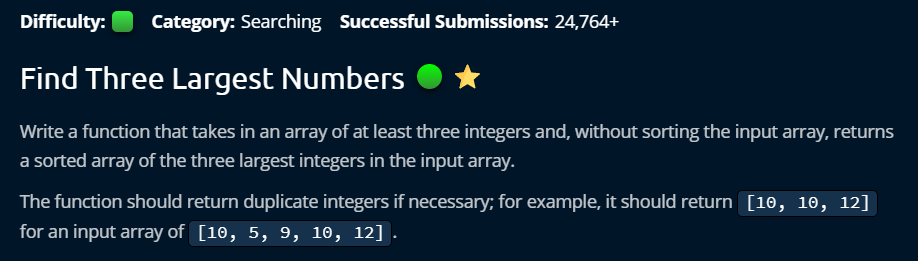 Difficulty: Category: Searching Successful Submissions: 24,764+
Find Three Largest Numbers
Write a function that takes in an array of at least three integers and, without sorting the input array, returns
a sorted array of the three largest integers in the input array.
The function should return duplicate integers if necessary; for example, it should return [10, 10, 12]
for an input array of [10, 5, 9, 10, 12] .